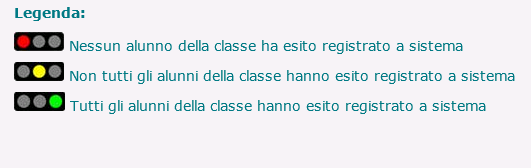 Legenda:
Nessun alunno della classe ha esito registrato a sistema
Non tutti gli alunni della classe hanno esito registrato a sistema
Tutti gli alunni della classe hanno esito registrato a sistema